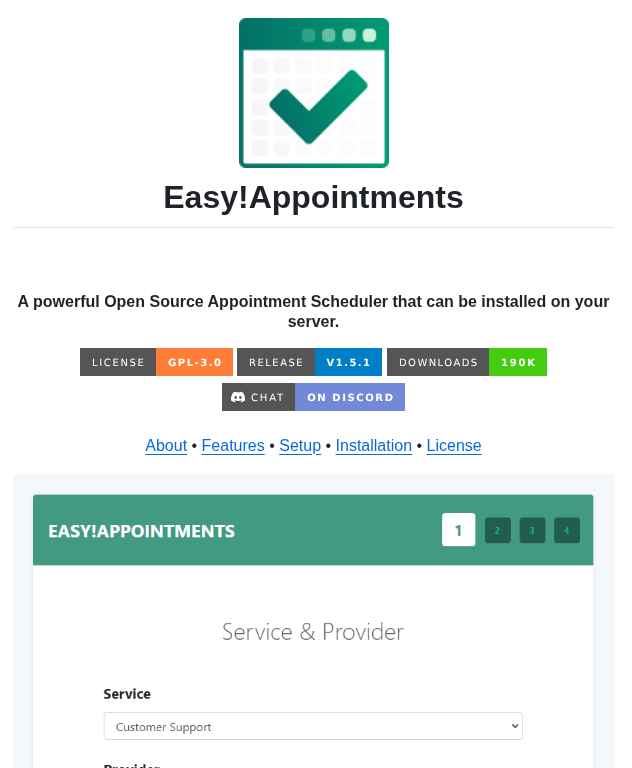 Easy!Appointments
A powerful Open Source Appointment Scheduler that can be installed on your
server.
LICENSE GPL-3.0 RELEASE V1.5.1 DOWNLOADS 190K
CHAT ON DISCORD
About • Features • Setup • Installation • License
EASY!APPOINTMENTS 1 2 3 4
Service & Provider
Service
Customer Support
Provider